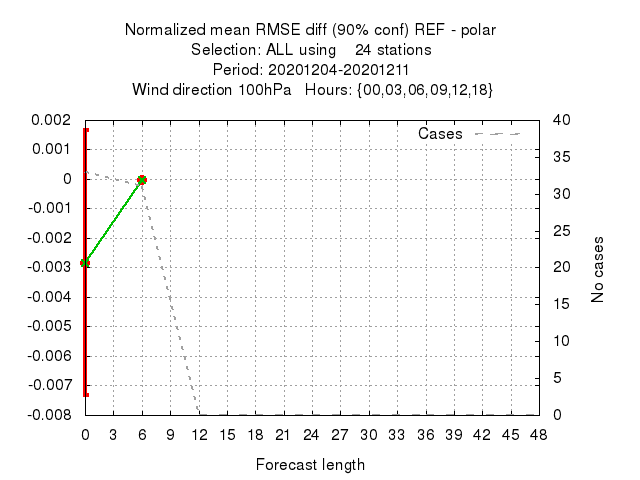 Normalized mean RMSE diff (90% conf) REF - polar
Selection: ALL using    24 stations
Period: 20201204-20201211
Wind direction 100hPa   Hours: {00,03,06,09,12,18}
Cases
0.002
0.001
0
-0.001
-0.002
-0.003
-0.004
-0.005
-0.006
-0.007
-0.008
40
35
30
25
20
15
10
5
0
No cases
0 3 6 9 12 15 18 21 24 27 30 33 36 39 42 45 48
Forecast length